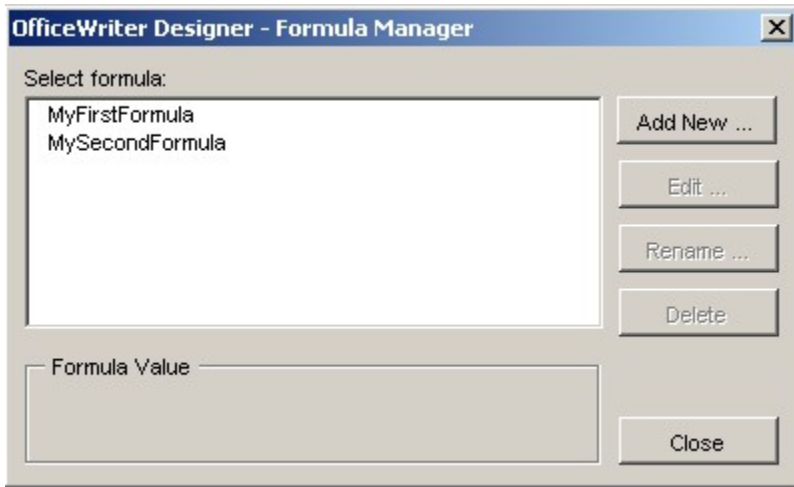 OfficeWriter Designer - Formula Manager
Select formula:
MyFirstFormula
MySecondFormula
Add New ...
Edit ...
Rename ...
Delete
Formula Value
Close